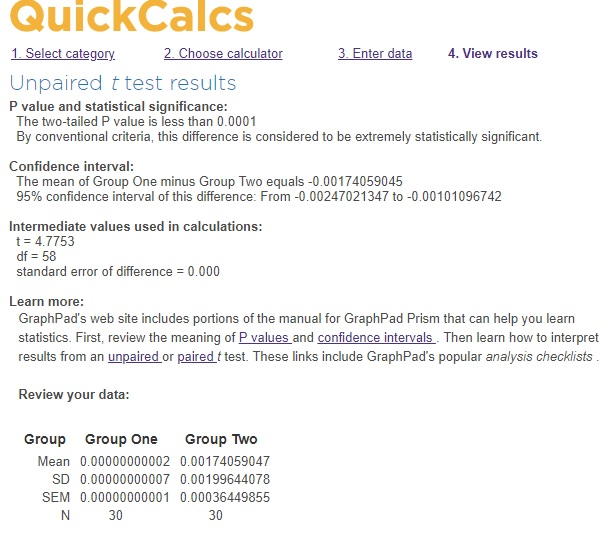 QuickCalcs
1. Select category 2. Choose calculator 3. Enter data 4. View results
Unpaired t test results
P value and statistical significance:
The two-tailed P value is less than 0.0001
By conventional criteria, this difference is considered to be extremely statistically significant.
Confidence interval:
The mean of Group One minus Group Two equals -0.00174059045
95% confidence interval of this difference: From -0.00247021347 to -0.00101096742
Intermediate values used in calculations:
t = 4.7753
df = 58
standard error of difference = 0.000
Learn more:
GraphPad's web site includes portions of the manual for GraphPad Prism that can help you learn
statistics. First, review the meaning of P values and confidence intervals . Then learn how to interpret
results from an unpaired or paired t test. These links include GraphPad's popular analysis checklists .
Review your data:
Group Group One Group Two
Mean 0.00000000002 0.00174059047
SD 0.00000000007 0.00199644078
SEM 0.00000000001 0.00036449855
N 30 30